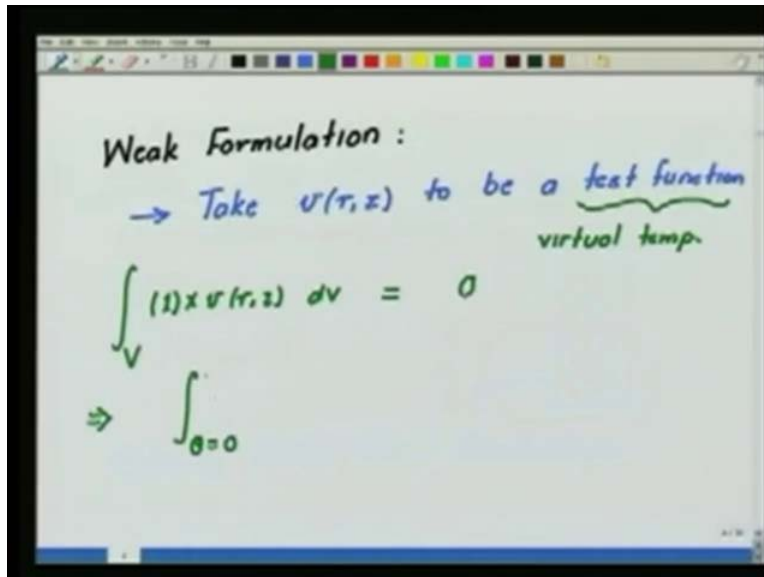 Weak Formulation :
→ Take v(r, z) to be a test function
virtual temp.
∫_V (1) x v (r, z) dv = 0
⇒ ∫_θ=0